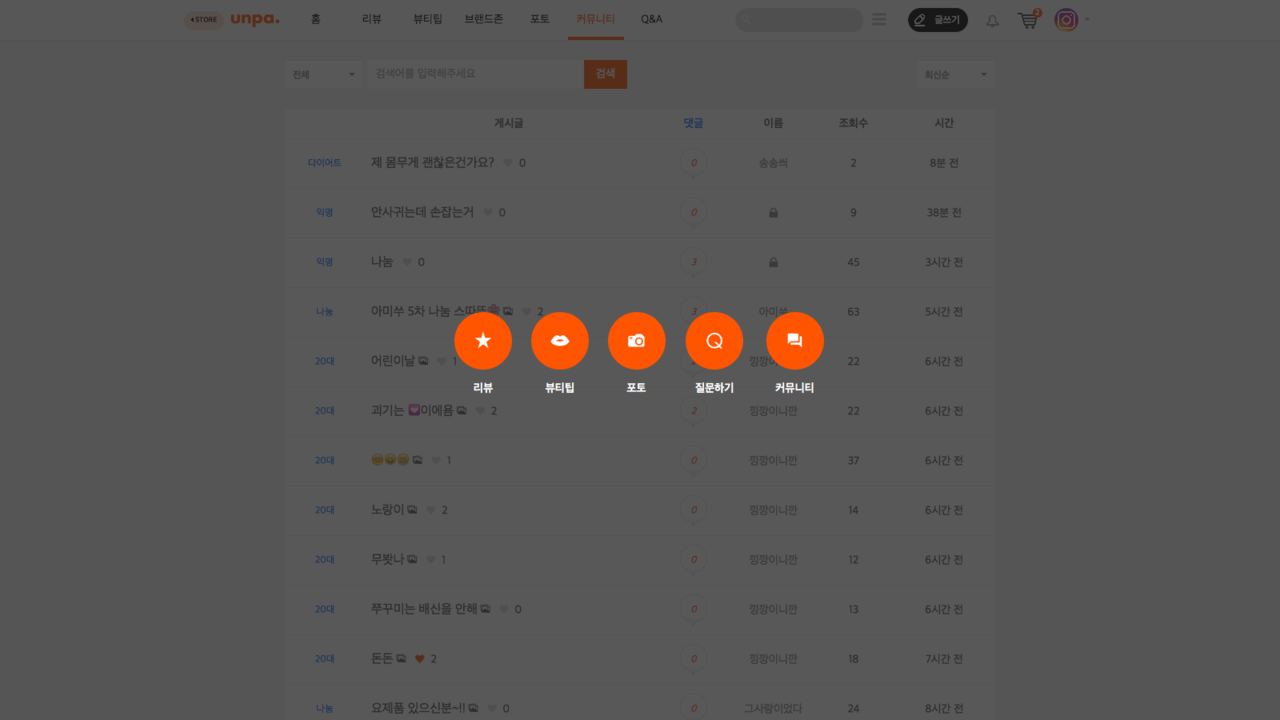 STORE unpa. 홈 리뷰 뷰티팁 브랜드존 포토 커뮤니티 Q&A 글쓰기 2
전체 검색어를 입력해주세요 검색 최신순
게시글 댓글 이름 조회수 시간
다이어트 제 몸무게 괜찮은건가요? 0 0 송송씌 2 8분 전
익명 안사귀는데 손잡는거 0 0 9 38분 전
익명 나눔 0 3 45 3시간 전
나눔 아미쑤 5차 나눔 2 3 아미쑤 63 5시간 전
20대 어린이날 1 22 6시간 전
리뷰 뷰티팁 포토 질문하기 커뮤니티
20대 괴기는 이에욤 2 2 낑깡이니깐 22 6시간 전
20대 1 0 낑깡이니깐 37 6시간 전
20대 노랑이 2 0 낑깡이니깐 14 6시간 전
20대 무봣나 1 0 낑깡이니깐 12 6시간 전
20대 쭈꾸미는 배신을 안해 0 0 낑깡이니깐 13 6시간 전
20대 돈돈 2 0 낑깡이니깐 18 7시간 전
나눔 요제품 있으신분~!! 0 0 그사람이었다 24 8시간 전